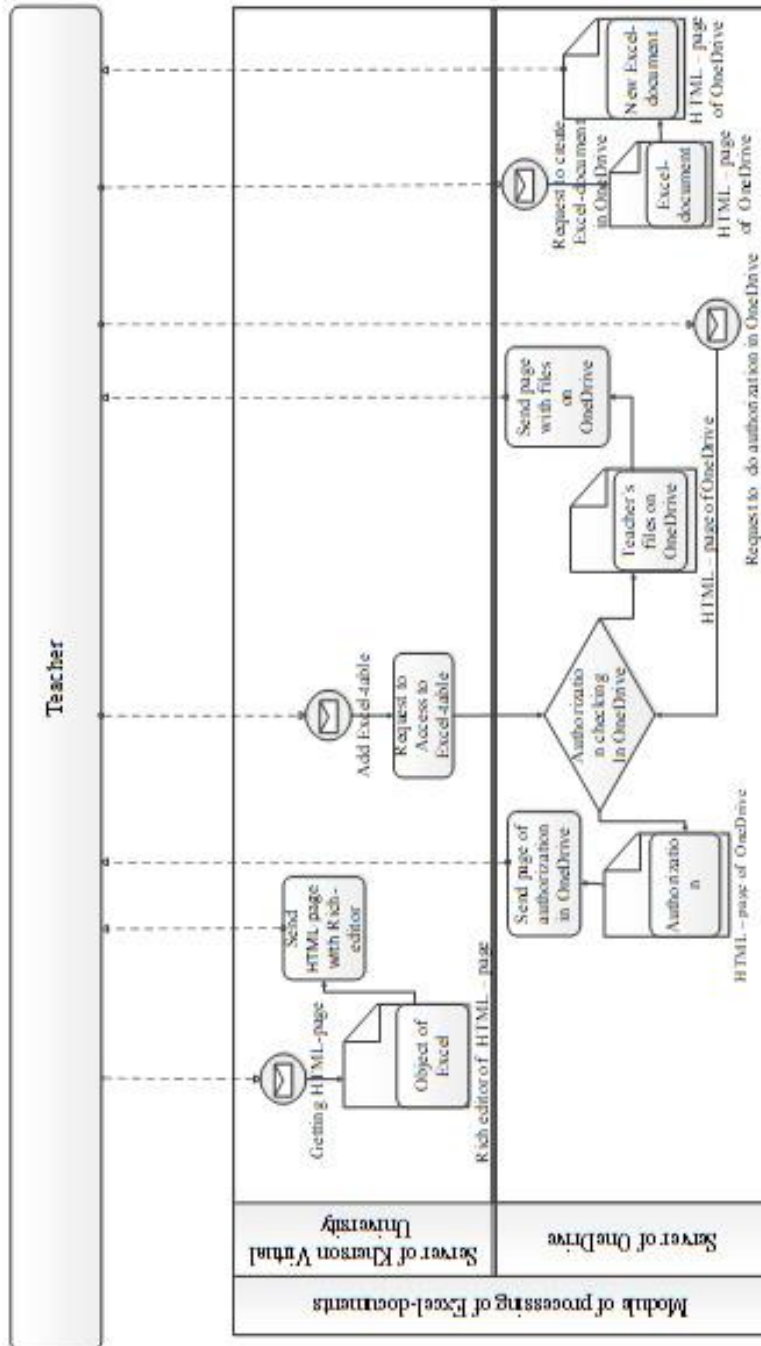 Teacher
Module of processing of Excel-documents
Server of Kherson Virtual
University
Server of OneDrive
Getting HTML-page
Object of
Excel
Rich editor of HTML – page
Send
HTML page
with Rich-
editor
Add Excel-table
Request to
Access to
Excel-table
Authorizatio
n checking
In OneDrive
Authorizatio
n
HTML – page of OneDrive
Send page of
authorization
in OneDrive
Teacher's
files on
OneDrive
HTML – page of OneDrive
Send page
with files
on
OneDrive
Request to do authorization in OneDrive
Request to create
Excel-document
in OneDrive
Excel-
document
HTML – page
of OneDrive
New Excel-
document
HTML – page
of OneDrive